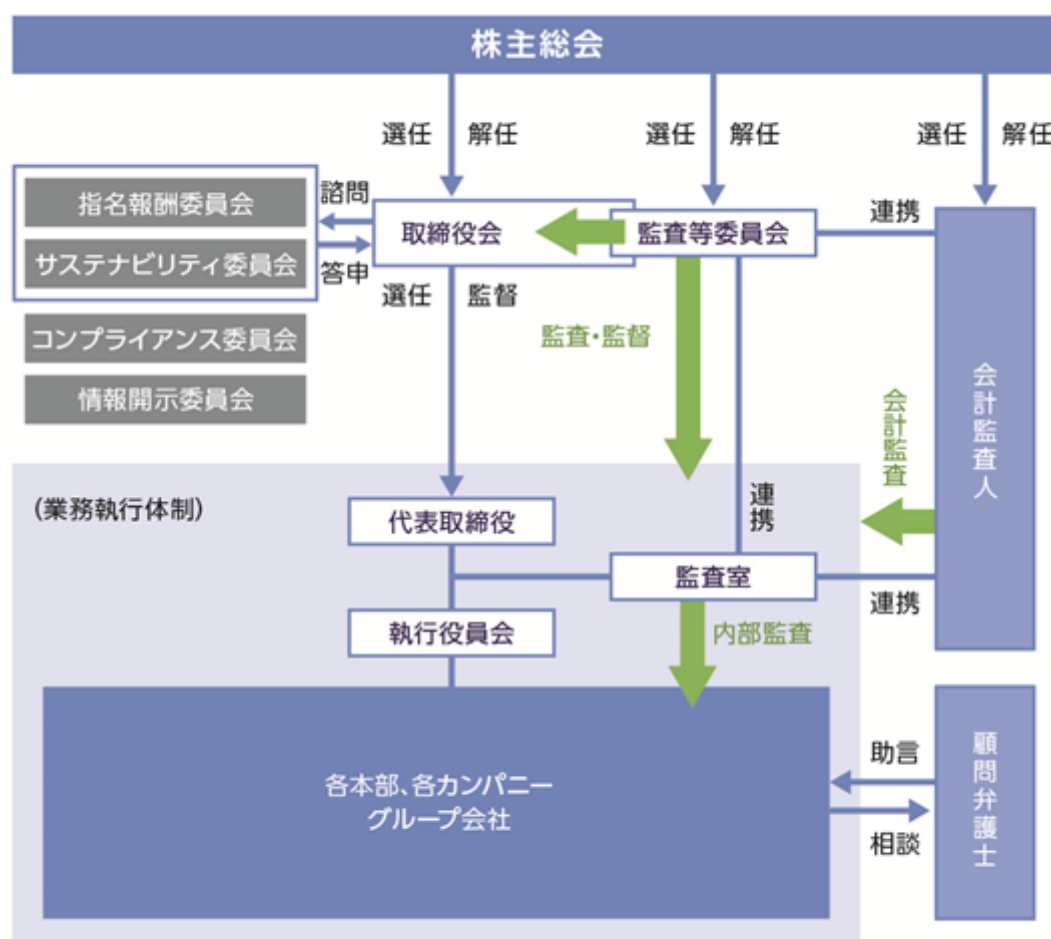 株主総会
選任 解任
選任 解任
選任 解任
指名報酬委員会
サステナビリティ委員会
コンプライアンス委員会
情報開示委員会
諮問
答申
取締役会
監査等委員会
連携
選任 監督
監査・監督
会計監査人
会計監査
(業務執行体制)
代表取締役
連携
監査室
連携
執行役員会
内部監査
各本部、各カンパニー
グループ会社
助言
相談
顧問弁護士